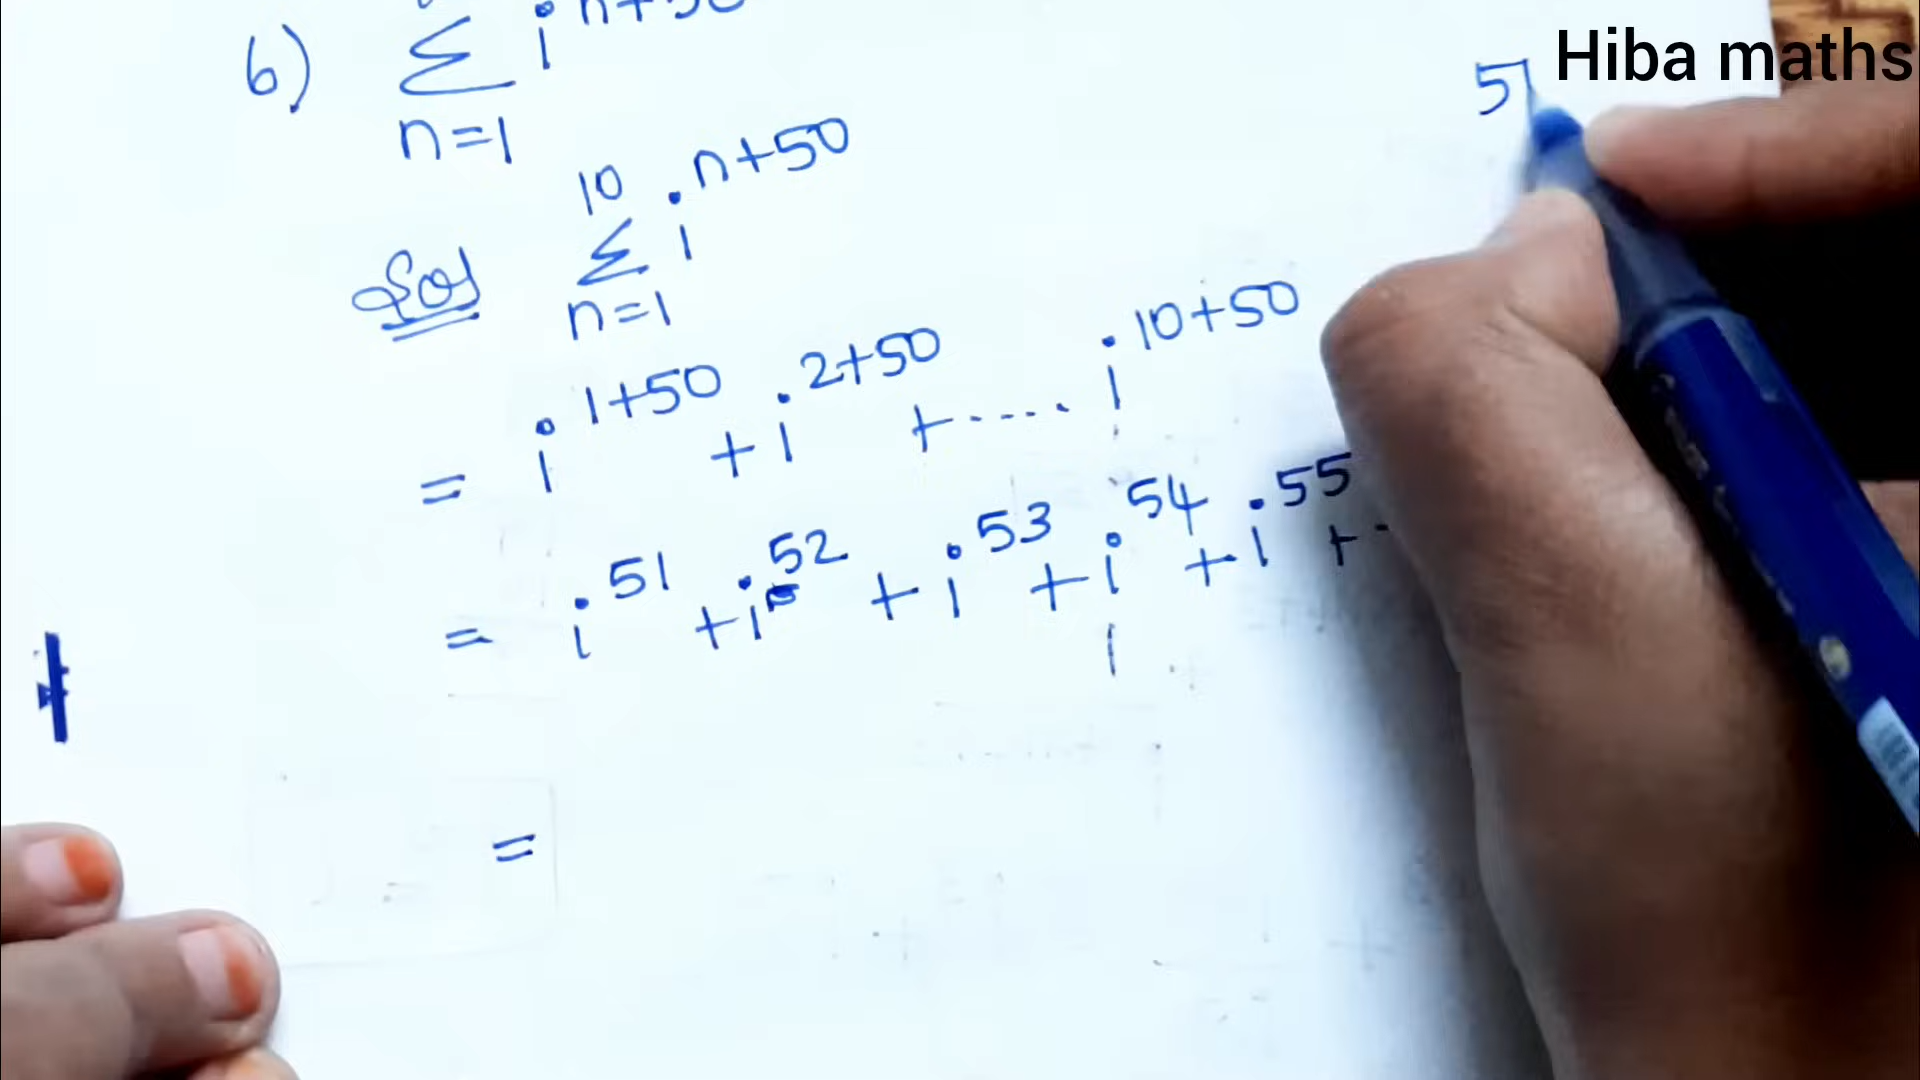 Hiba maths
6) Σ i n+50
n=1
51
10
Sol Σ i n+50
n=1
= i 1+50 + i 2+50 + ..... i 10+50
= i 51 + i 52 + i 53 + i 54 + i 55 + .
=